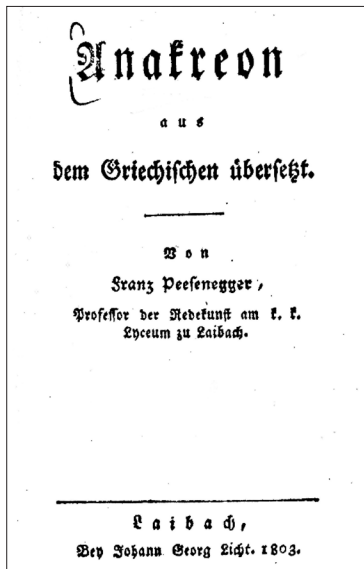 Anakreon
aus
dem Griechischen übersetzt.
Von
Franz Peesenegger,
Professor der Redekunst am k. k.
Lyceum zu Laibach.
Laibach,
Bey Johann Georg Licht. 1803.